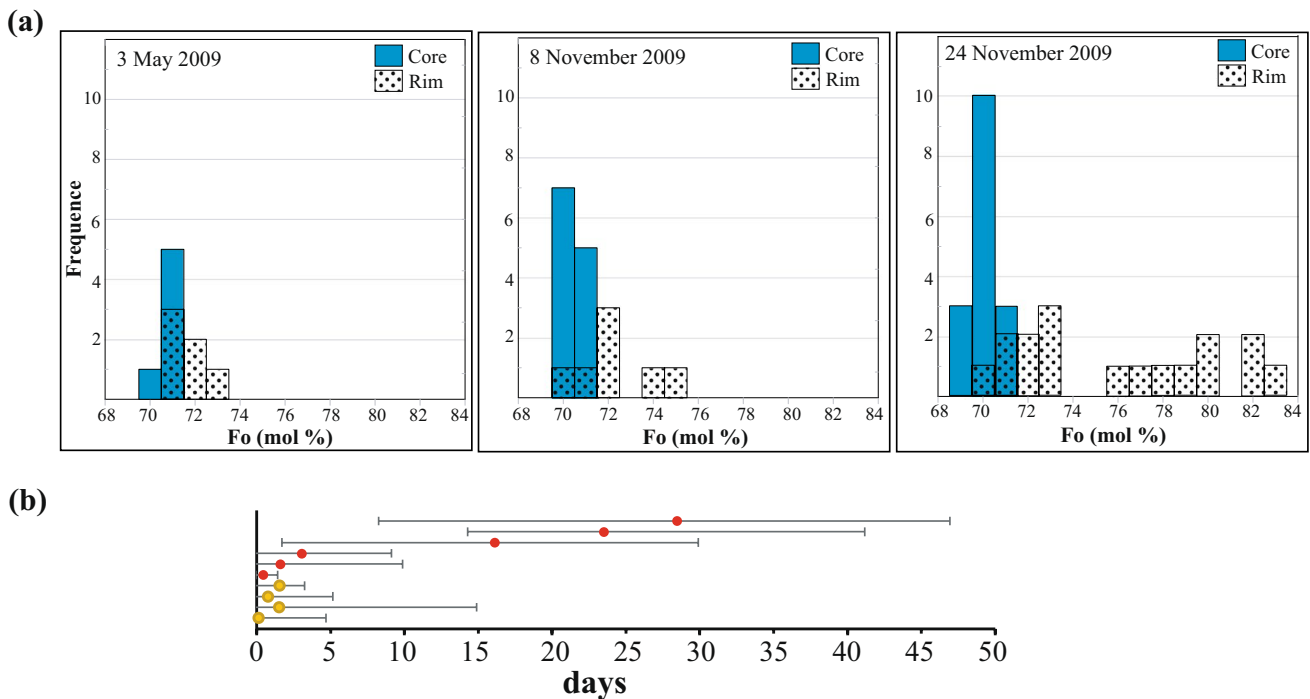 (a)
3 May 2009
Core
Rim
Frequence
10
8
6
4
2
68 70 72 74 76 78 80 82 84
Fo (mol %)
8 November 2009
Core
Rim
10
8
6
4
2
68 70 72 74 76 78 80 82 84
Fo (mol %)
24 November 2009
Core
Rim
10
8
6
4
2
68 70 72 74 76 78 80 82 84
Fo (mol %)
(b)
0 5 10 15 20 25 30 35 40 45 50
days